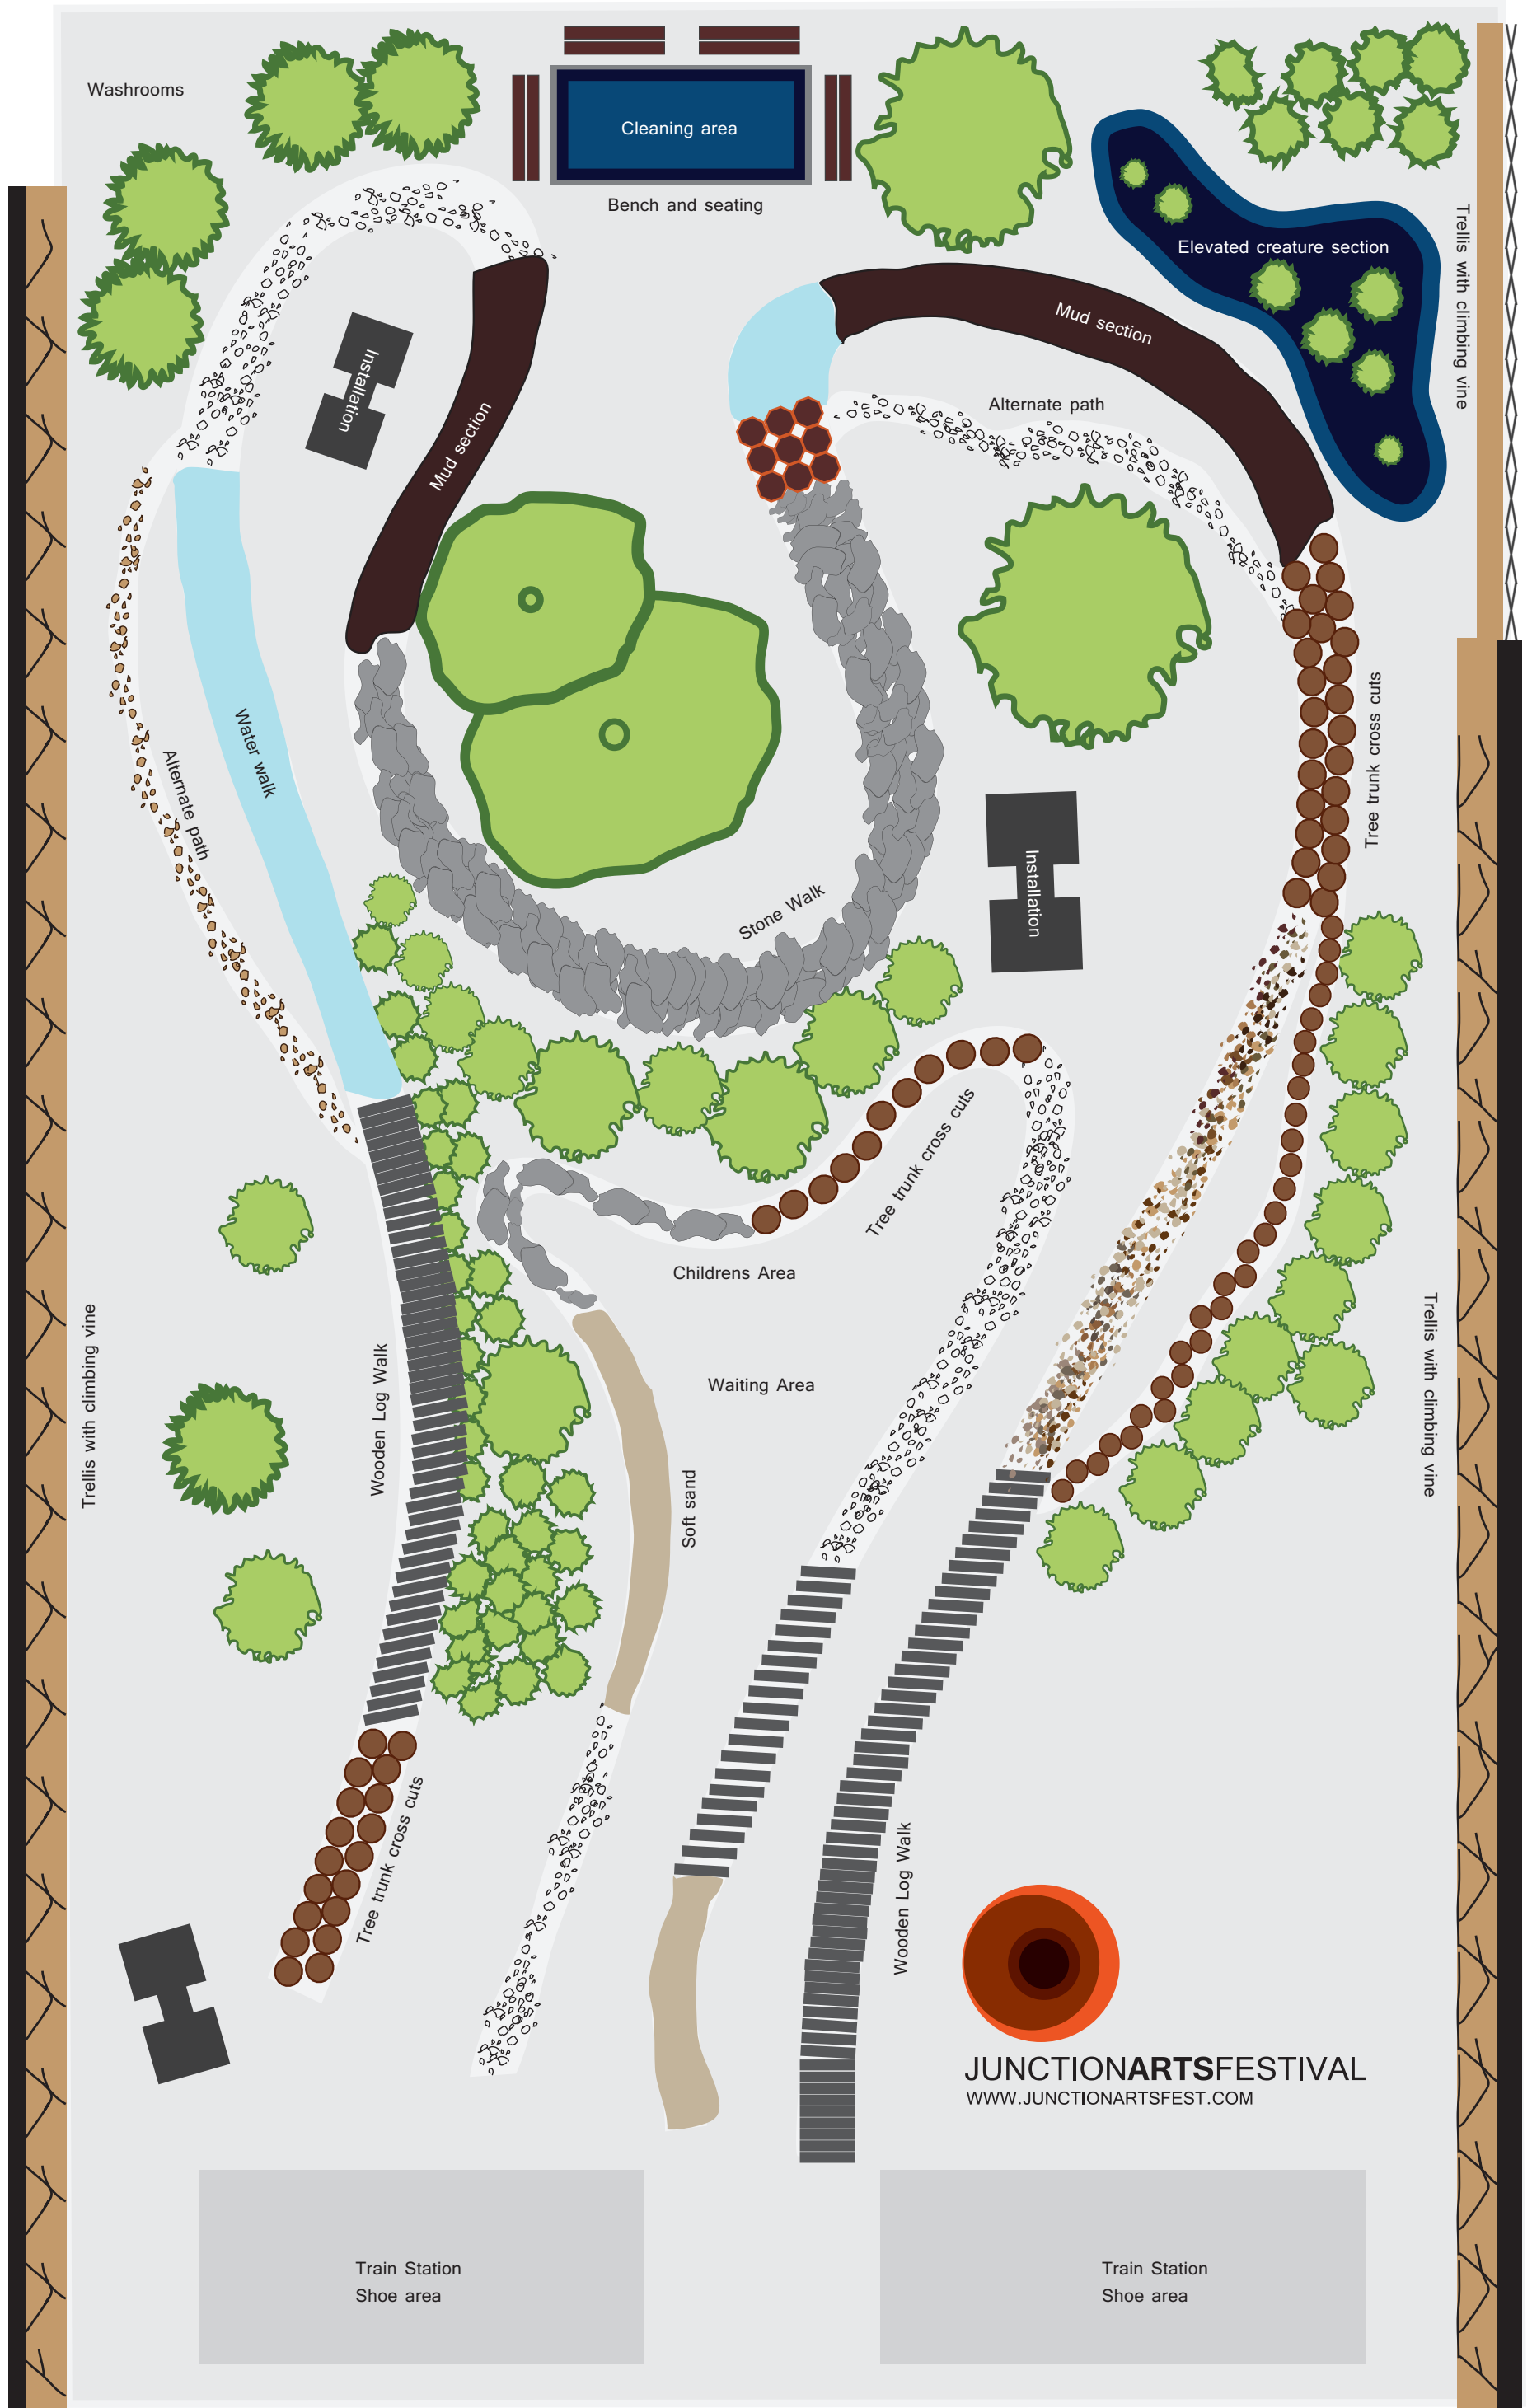 Washrooms
Cleaning area
Bench and seating
Elevated creature section
Trellis with climbing vine
Mud section
Installation
Alternate path
Mud section
Tree trunk cross cuts
Water walk
Alternate path
Stone Walk
Installation
Tree trunk cross cuts
Childrens Area
Trellis with climbing vine
Wooden Log Walk
Waiting Area
Soft sand
Trellis with climbing vine
Tree trunk cross cuts
Wooden Log Walk
JUNCTIONARTSFESTIVAL
WWW.JUNCTIONARTSFEST.COM
Train Station
Shoe area
Train Station
Shoe area